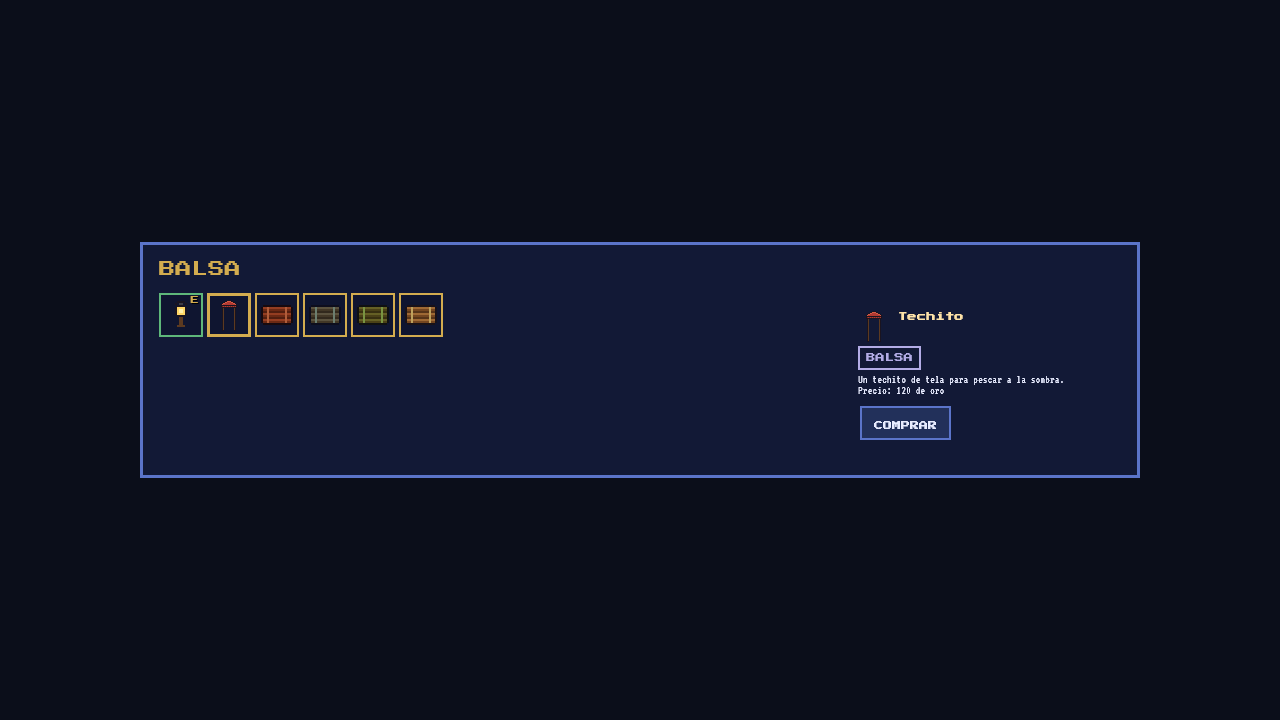 BALSA
E
Techito
BALSA
Un techito de tela para pescar a la sombra.
Precio: 120 de oro
COMPRAR